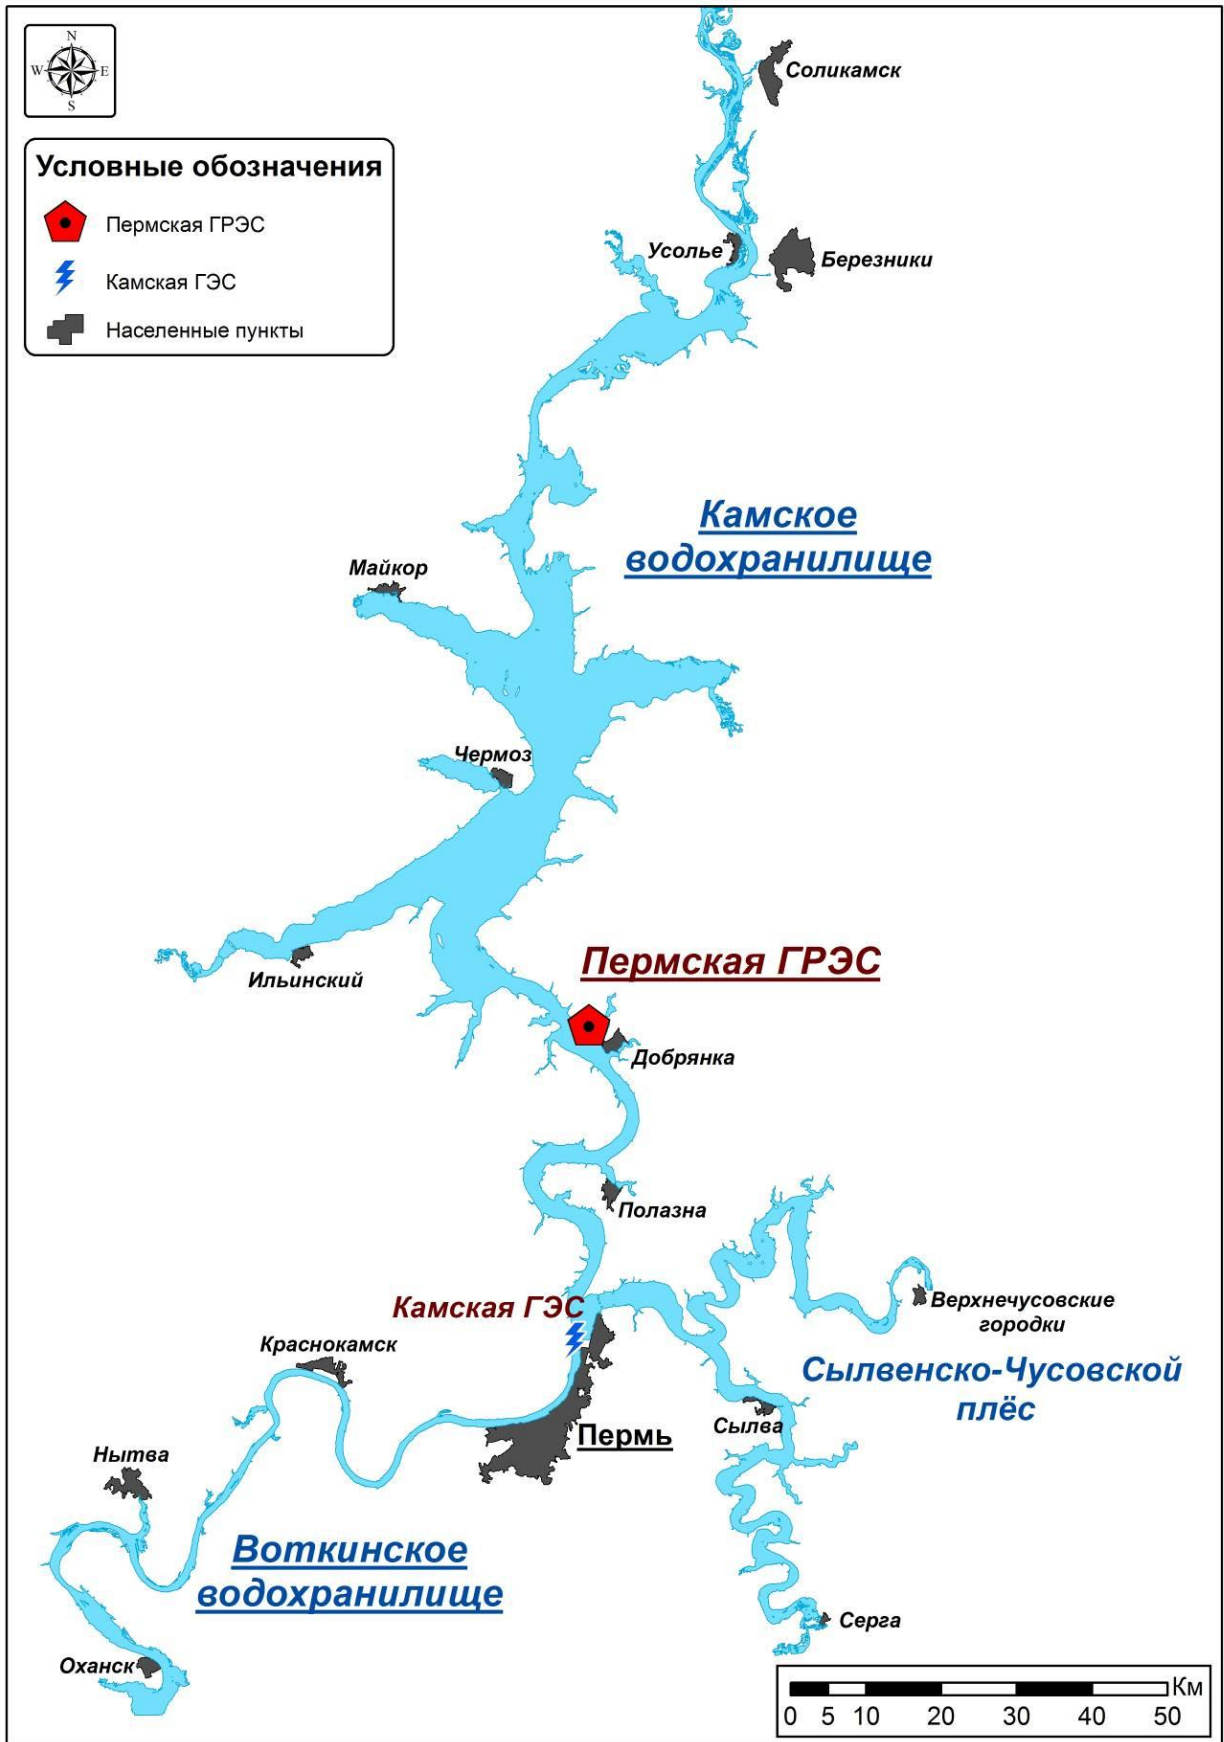 N
W E
S
Условные обозначения
Пермская ГРЭС
Камская ГЭС
Населенные пункты
Соликамск
Усолье
Березники
Камское
водохранилище
Майкор
Чермоз
Пермская ГРЭС
Ильинский
Добрянка
Полазна
Камская ГЭС
Верхнечусовские
городки
Краснокамск
Сылвенско-Чусовской
плёс
Сылва
Пермь
Нытва
Воткинское
водохранилище
Серга
Оханск
Км
0 5 10 20 30 40 50